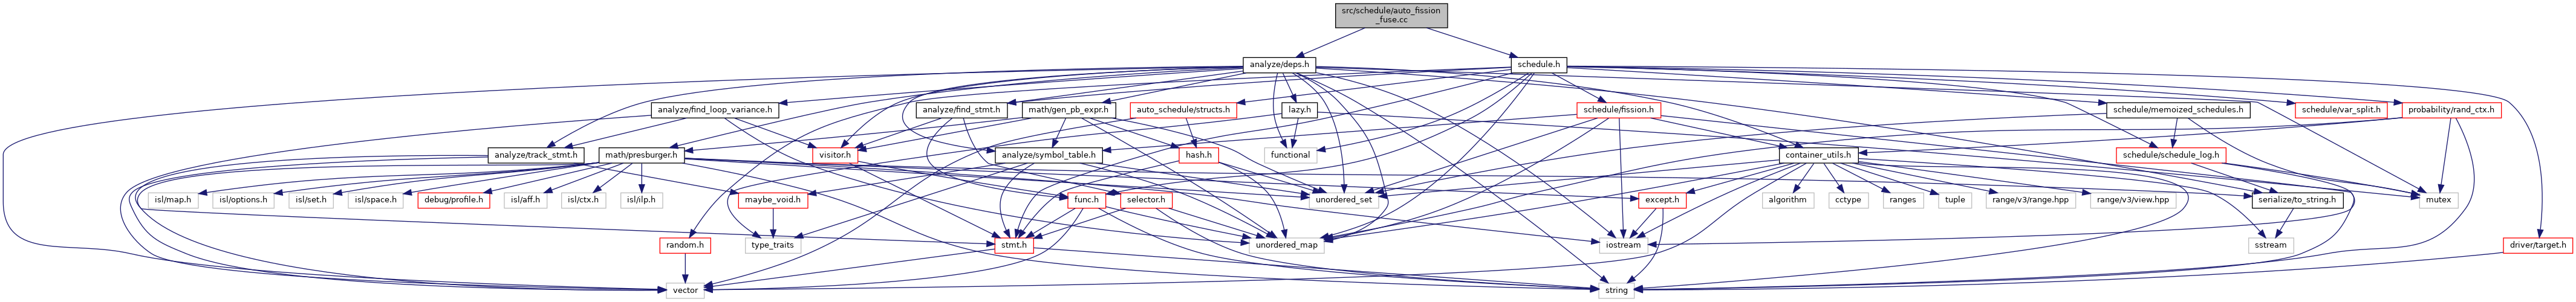 src/schedule/auto_fission
_fuse.cc
analyze/deps.h
schedule.h
analyze/find_loop_variance.h
analyze/find_stmt.h
math/gen_pb_expr.h
auto_schedule/structs.h
lazy.h
schedule/fission.h
schedule/memoized_schedules.h
schedule/var_split.h
probability/rand_ctx.h
analyze/track_stmt.h
math/presburger.h
visitor.h
analyze/symbol_table.h
hash.h
functional
container_utils.h
schedule/schedule_log.h
isl/map.h
isl/options.h
isl/set.h
isl/space.h
debug/profile.h
isl/aff.h
isl/ctx.h
isl/ilp.h
maybe_void.h
func.h
selector.h
unordered_set
except.h
algorithm
cctype
ranges
tuple
range/v3/range.hpp
range/v3/view.hpp
serialize/to_string.h
mutex
random.h
type_traits
stmt.h
unordered_map
iostream
sstream
driver/target.h
vector
string